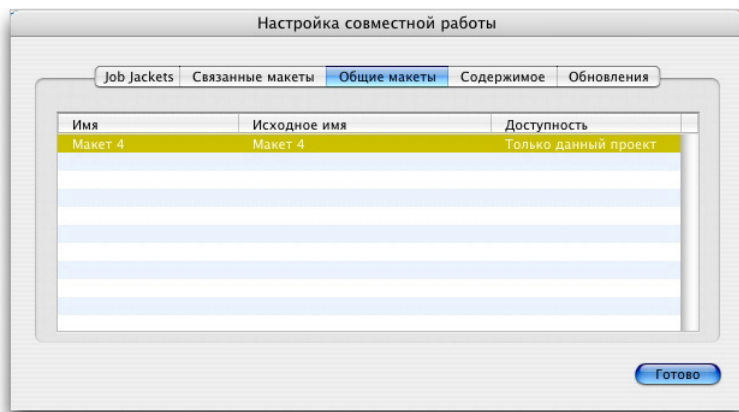 Настройка совместной работы
Job Jackets Связанные макеты Общие макеты Содержимое Обновления
Имя Исходное имя Доступность
Макет 4 Макет 4 Только данный проект
Готово